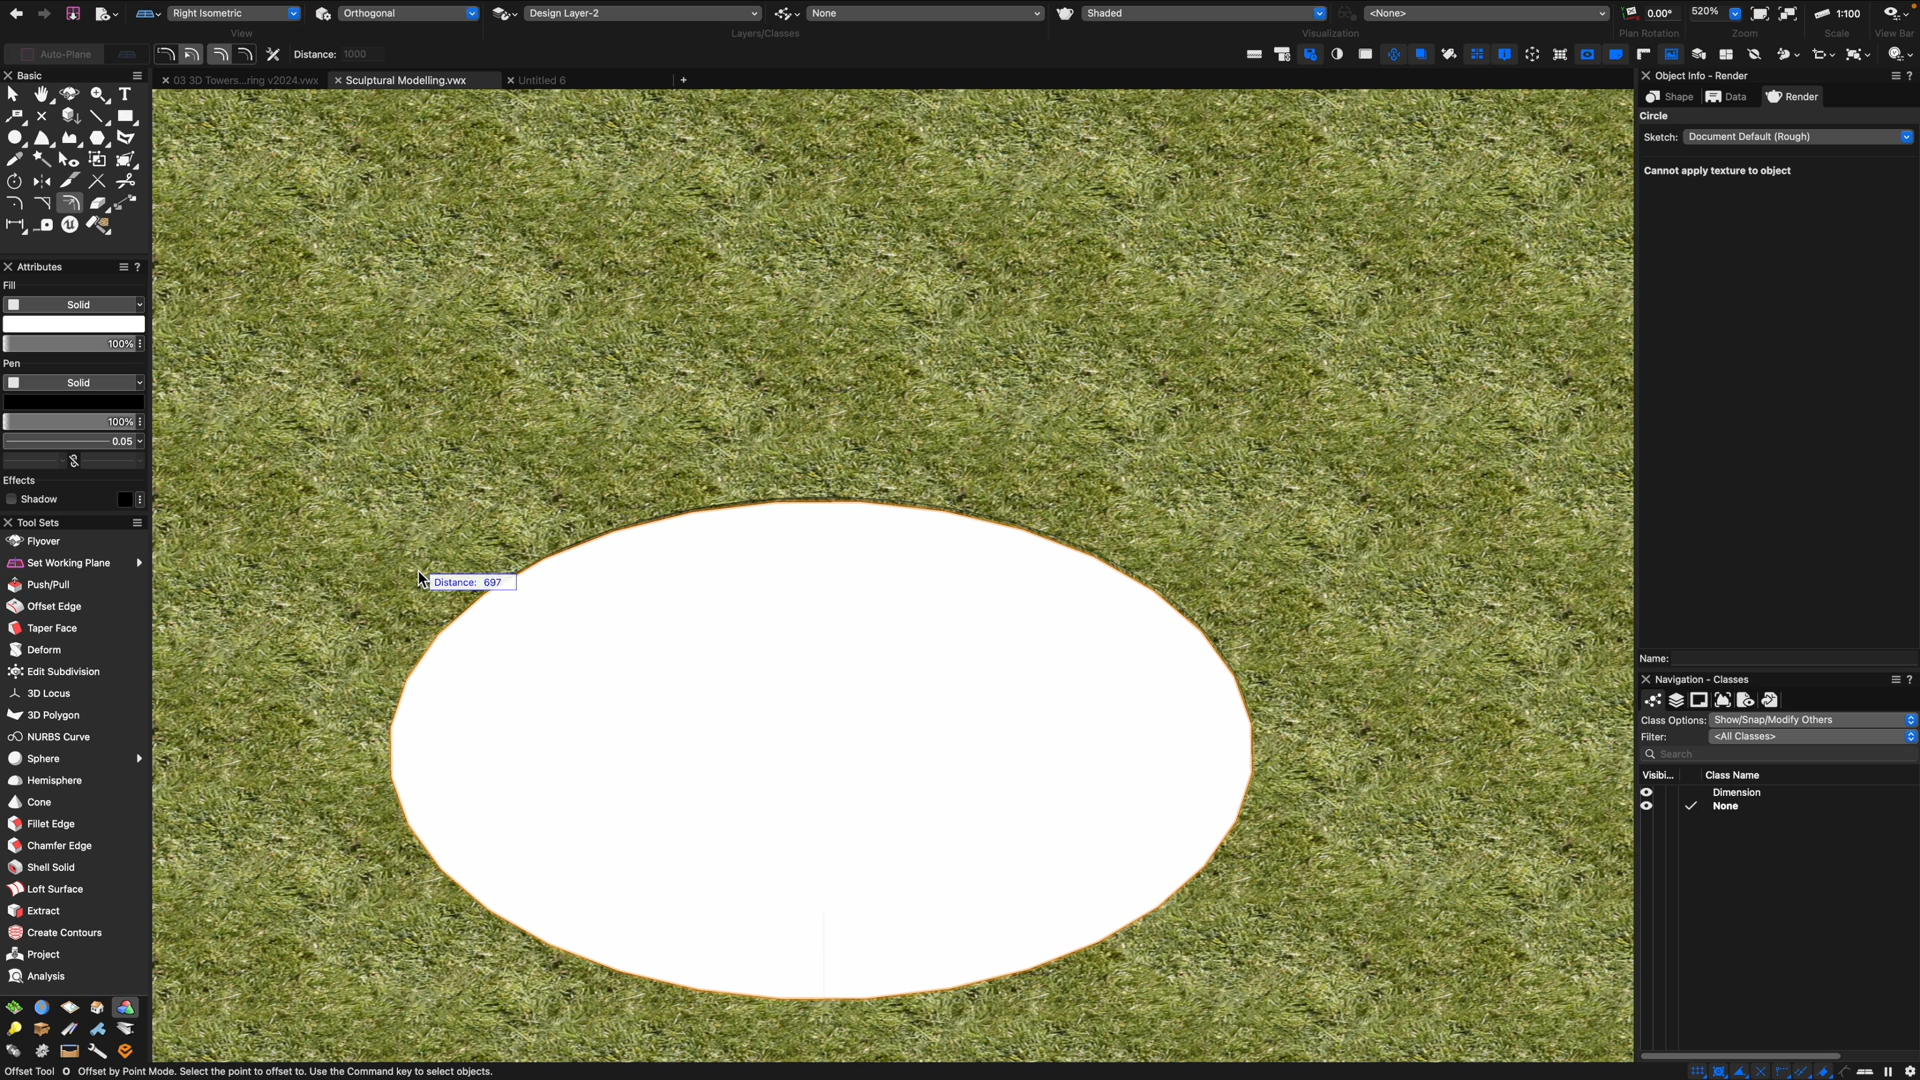 Right Isometric
Orthogonal
Design Layer-2
None
Shaded
<None>
0.00°
520%
1:100
View
Layers/Classes
Visualization
Plan Rotation
Zoom
Scale
View Bar
Auto-Plane
Distance: 1000
Basic
03 3D Towers...ring v2024.vwx
Sculptural Modelling.vwx
Untitled 6
+
Attributes
?
Fill
Solid
100%
Pen
Solid
100%
0.05
Effects
Shadow
Tool Sets
Flyover
Set Working Plane
Push/Pull
Offset Edge
Taper Face
Deform
Edit Subdivision
3D Locus
3D Polygon
NURBS Curve
Sphere
Hemisphere
Cone
Fillet Edge
Chamfer Edge
Shell Solid
Loft Surface
Extract
Create Contours
Project
Analysis
Distance: 697
Object Info - Render
?
Shape
Data
Render
Circle
Sketch: Document Default (Rough)
Cannot apply texture to object
Name:
Navigation - Classes
?
Class Options: Show/Snap/Modify Others
Filter: <All Classes>
Search
Visibi...
Class Name
Dimension
None
Offset Tool O Offset by Point Mode. Select the point to offset to. Use the Command key to select objects.